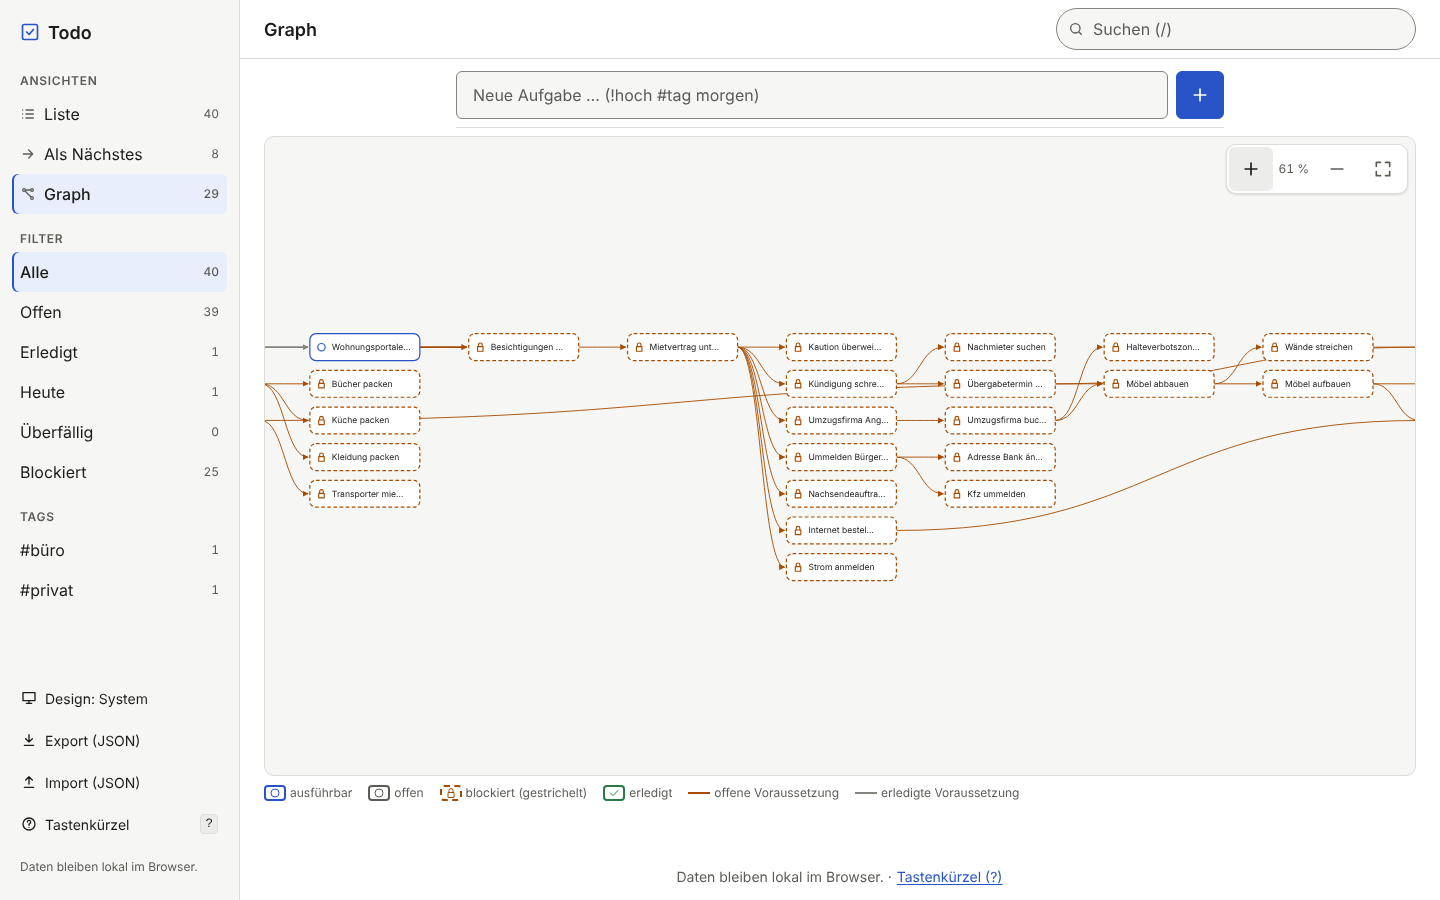 Todo
Graph
Suchen (/)
ANSICHTEN
Liste 40
Als Nächstes 8
Graph 29
FILTER
Alle 40
Offen 39
Erledigt 1
Heute 1
Überfällig 0
Blockiert 25
TAGS
#büro 1
#privat 1
Design: System
Export (JSON)
Import (JSON)
Tastenkürzel ?
Daten bleiben lokal im Browser.
Neue Aufgabe … (!hoch #tag morgen)
61 %
Wohnungsportale…
Besichtigungen …
Mietvertrag unt…
Kaution überwei…
Nachmieter suchen
Halteverbotszon…
Wände streichen
Bücher packen
Kündigung schre…
Übergabetermin …
Möbel abbauen
Möbel aufbauen
Küche packen
Umzugsfirma Ang…
Umzugsfirma buc…
Kleidung packen
Ummelden Bürger…
Adresse Bank än…
Transporter mie…
Nachsendeauftra…
Kfz ummelden
Internet bestel…
Strom anmelden
ausführbar
offen
blockiert (gestrichelt)
erledigt
offene Voraussetzung
erledigte Voraussetzung
Daten bleiben lokal im Browser. · Tastenkürzel (?)